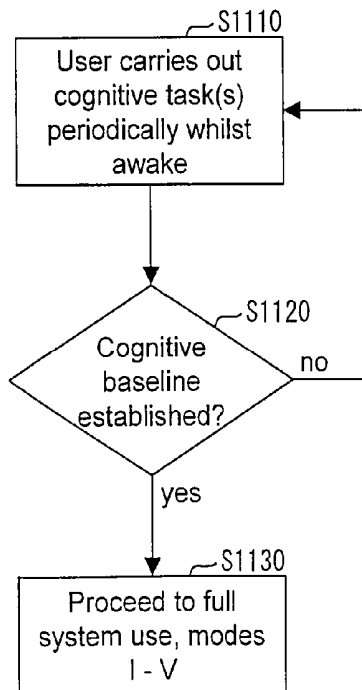 S1110
User carries out
cognitive task(s)
periodically whilst
awake
S1120
Cognitive
baseline
established?
no
yes
S1130
Proceed to full
system use, modes
I - V